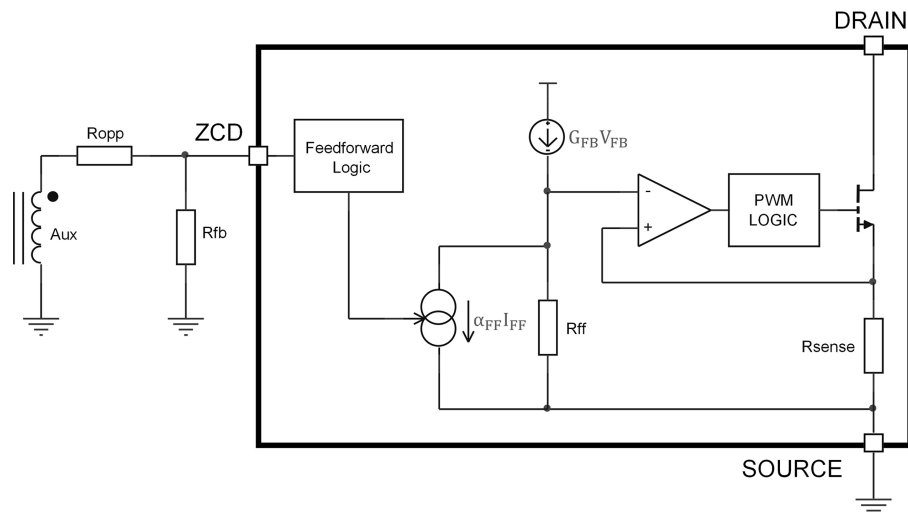 DRAIN
Ropp
ZCD
Feedforward
Logic
G_FB V_FB
-
+
PWM
LOGIC
Aux
Rfb
α_FF I_FF
Rff
Rsense
SOURCE